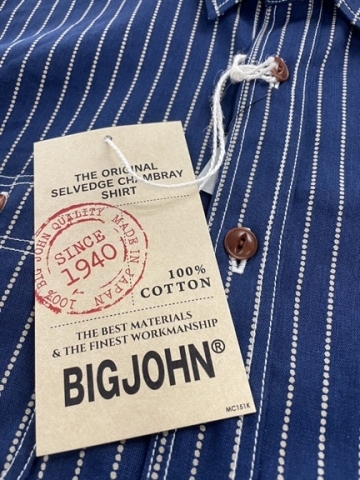 THE ORIGINAL
SELVEDGE CHAMBRAY
SHIRT
100% BIG JOHN QUALITY MADE IN JAPAN
SINCE
1940
100%
COTTON
THE BEST MATERIALS
& THE FINEST WORKMANSHIP
BIGJOHN®
MC151K